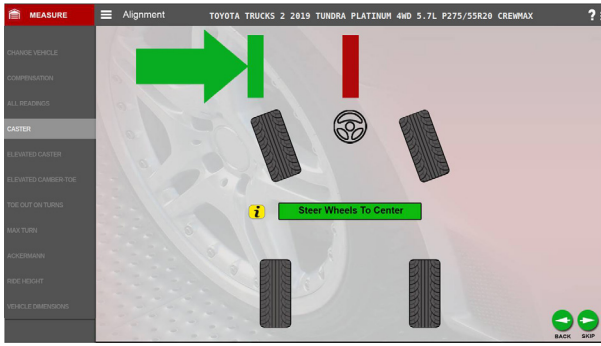 MEASURE
Alignment
TOYOTA TRUCKS 2 2019 TUNDRA PLATINUM 4WD 5.7L P275/55R20 CREWMAX
?
CHANGE VEHICLE
COMPENSATION
ALL READINGS
CASTER
ELEVATED CASTER
ELEVATED CAMBER-TOE
TOE OUT ON TURNS
MAX TURN
ACKERMANN
RIDE HEIGHT
VEHICLE DIMENSIONS
i
Steer Wheels To Center
BACK
SKIP